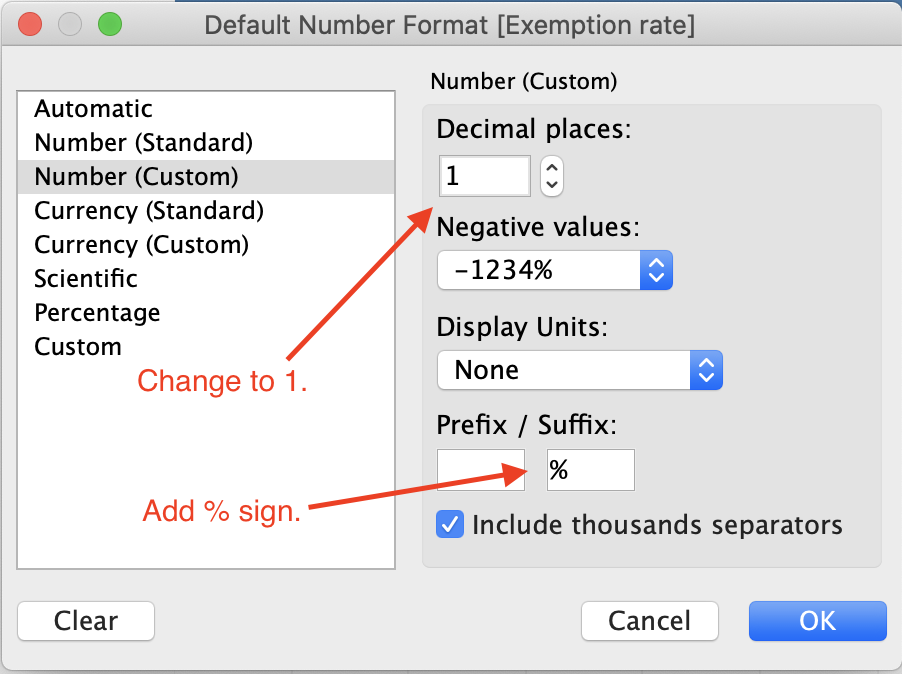 Default Number Format [Exemption rate]
Automatic
Number (Standard)
Number (Custom)
Currency (Standard)
Currency (Custom)
Scientific
Percentage
Custom
Change to 1.
Add % sign.
Number (Custom)
Decimal places:
1
Negative values:
-1234%
Display Units:
None
Prefix / Suffix:
%
Include thousands separators
Clear
Cancel
OK